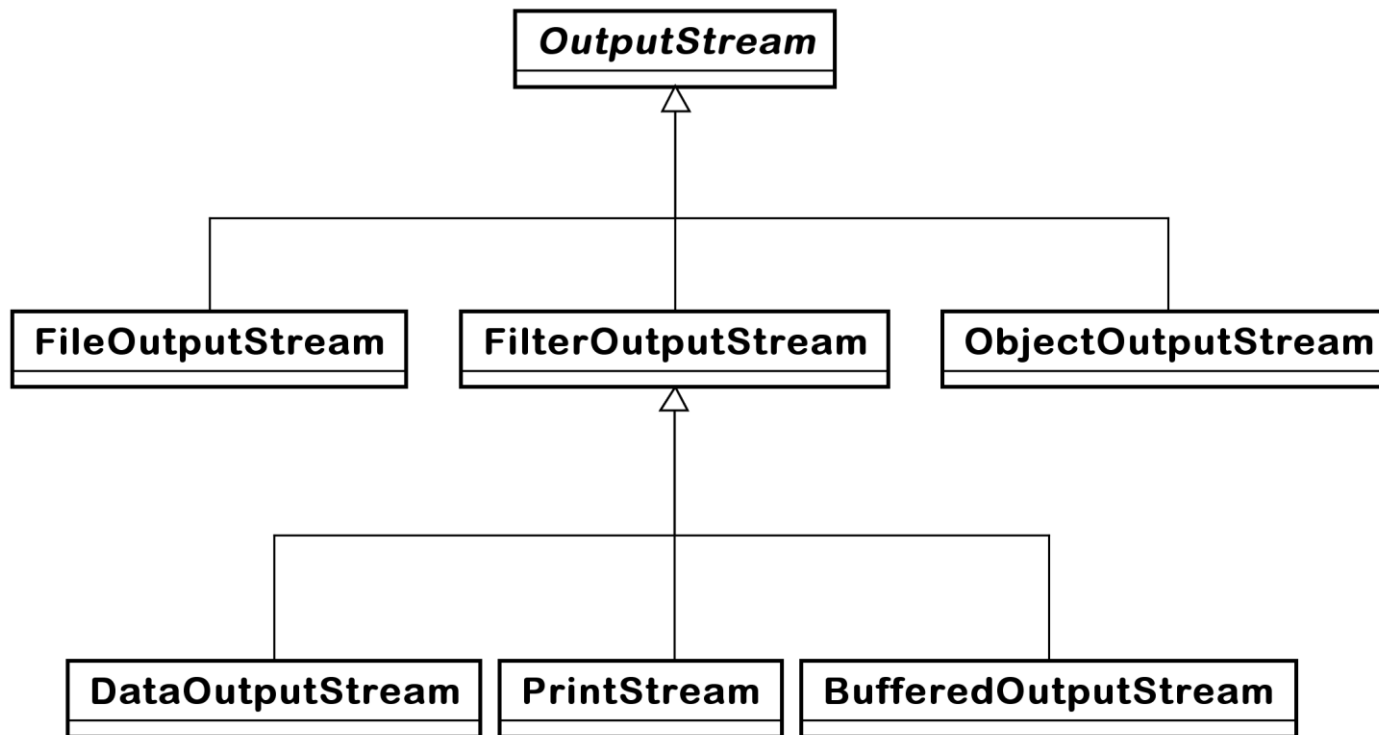 OutputStream
FileOutputStream
FilterOutputStream
ObjectOutputStream
DataOutputStream
PrintStream
BufferedOutputStream